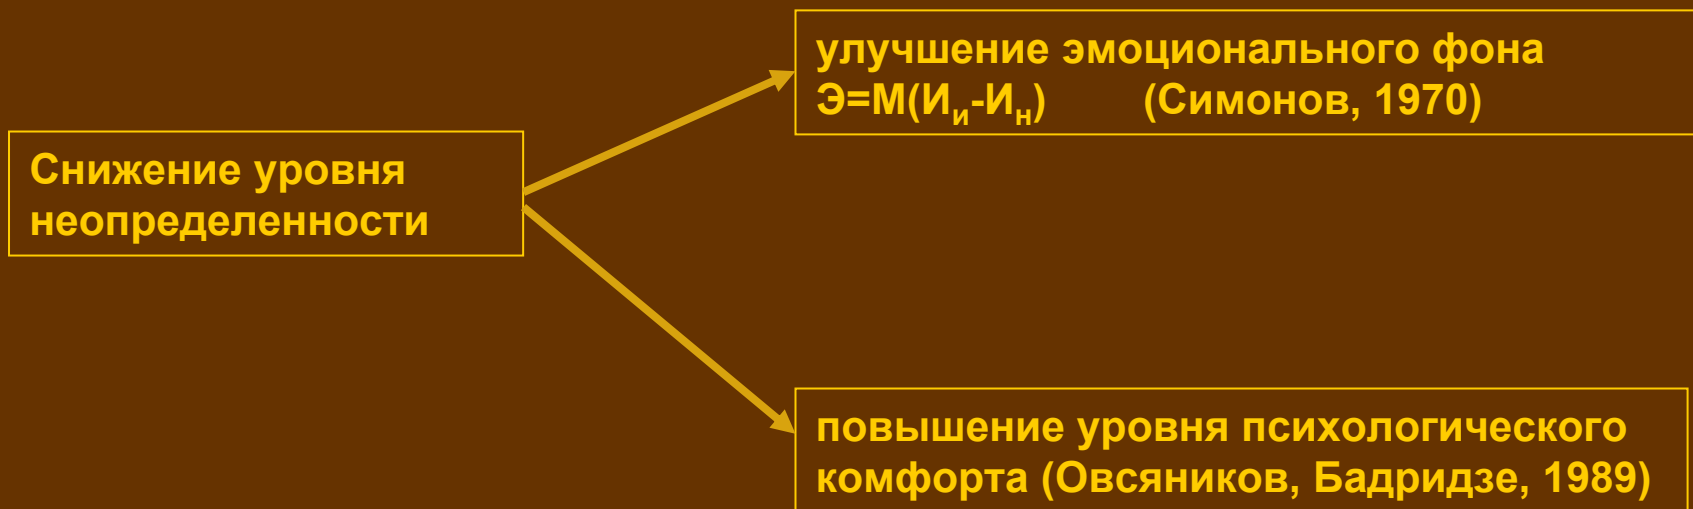 улучшение эмоционального фона
Э=М(Ии-Ин) (Симонов, 1970)
Снижение уровня
неопределенности
повышение уровня психологического
комфорта (Овсяников, Бадридзе, 1989)